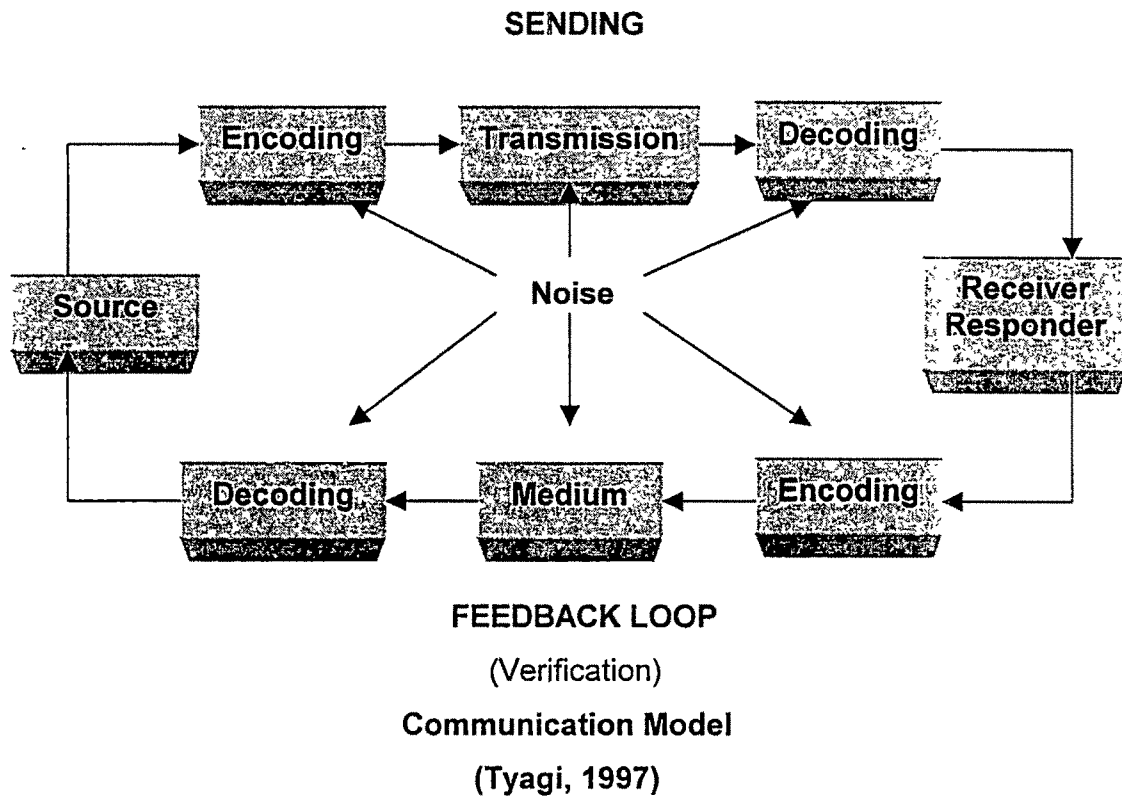 SENDING
Encoding
Transmission
Decoding
Source
Noise
Receiver
Responder
Decoding
Medium
Encoding
FEEDBACK LOOP
(Verification)
Communication Model
(Tyagi, 1997)